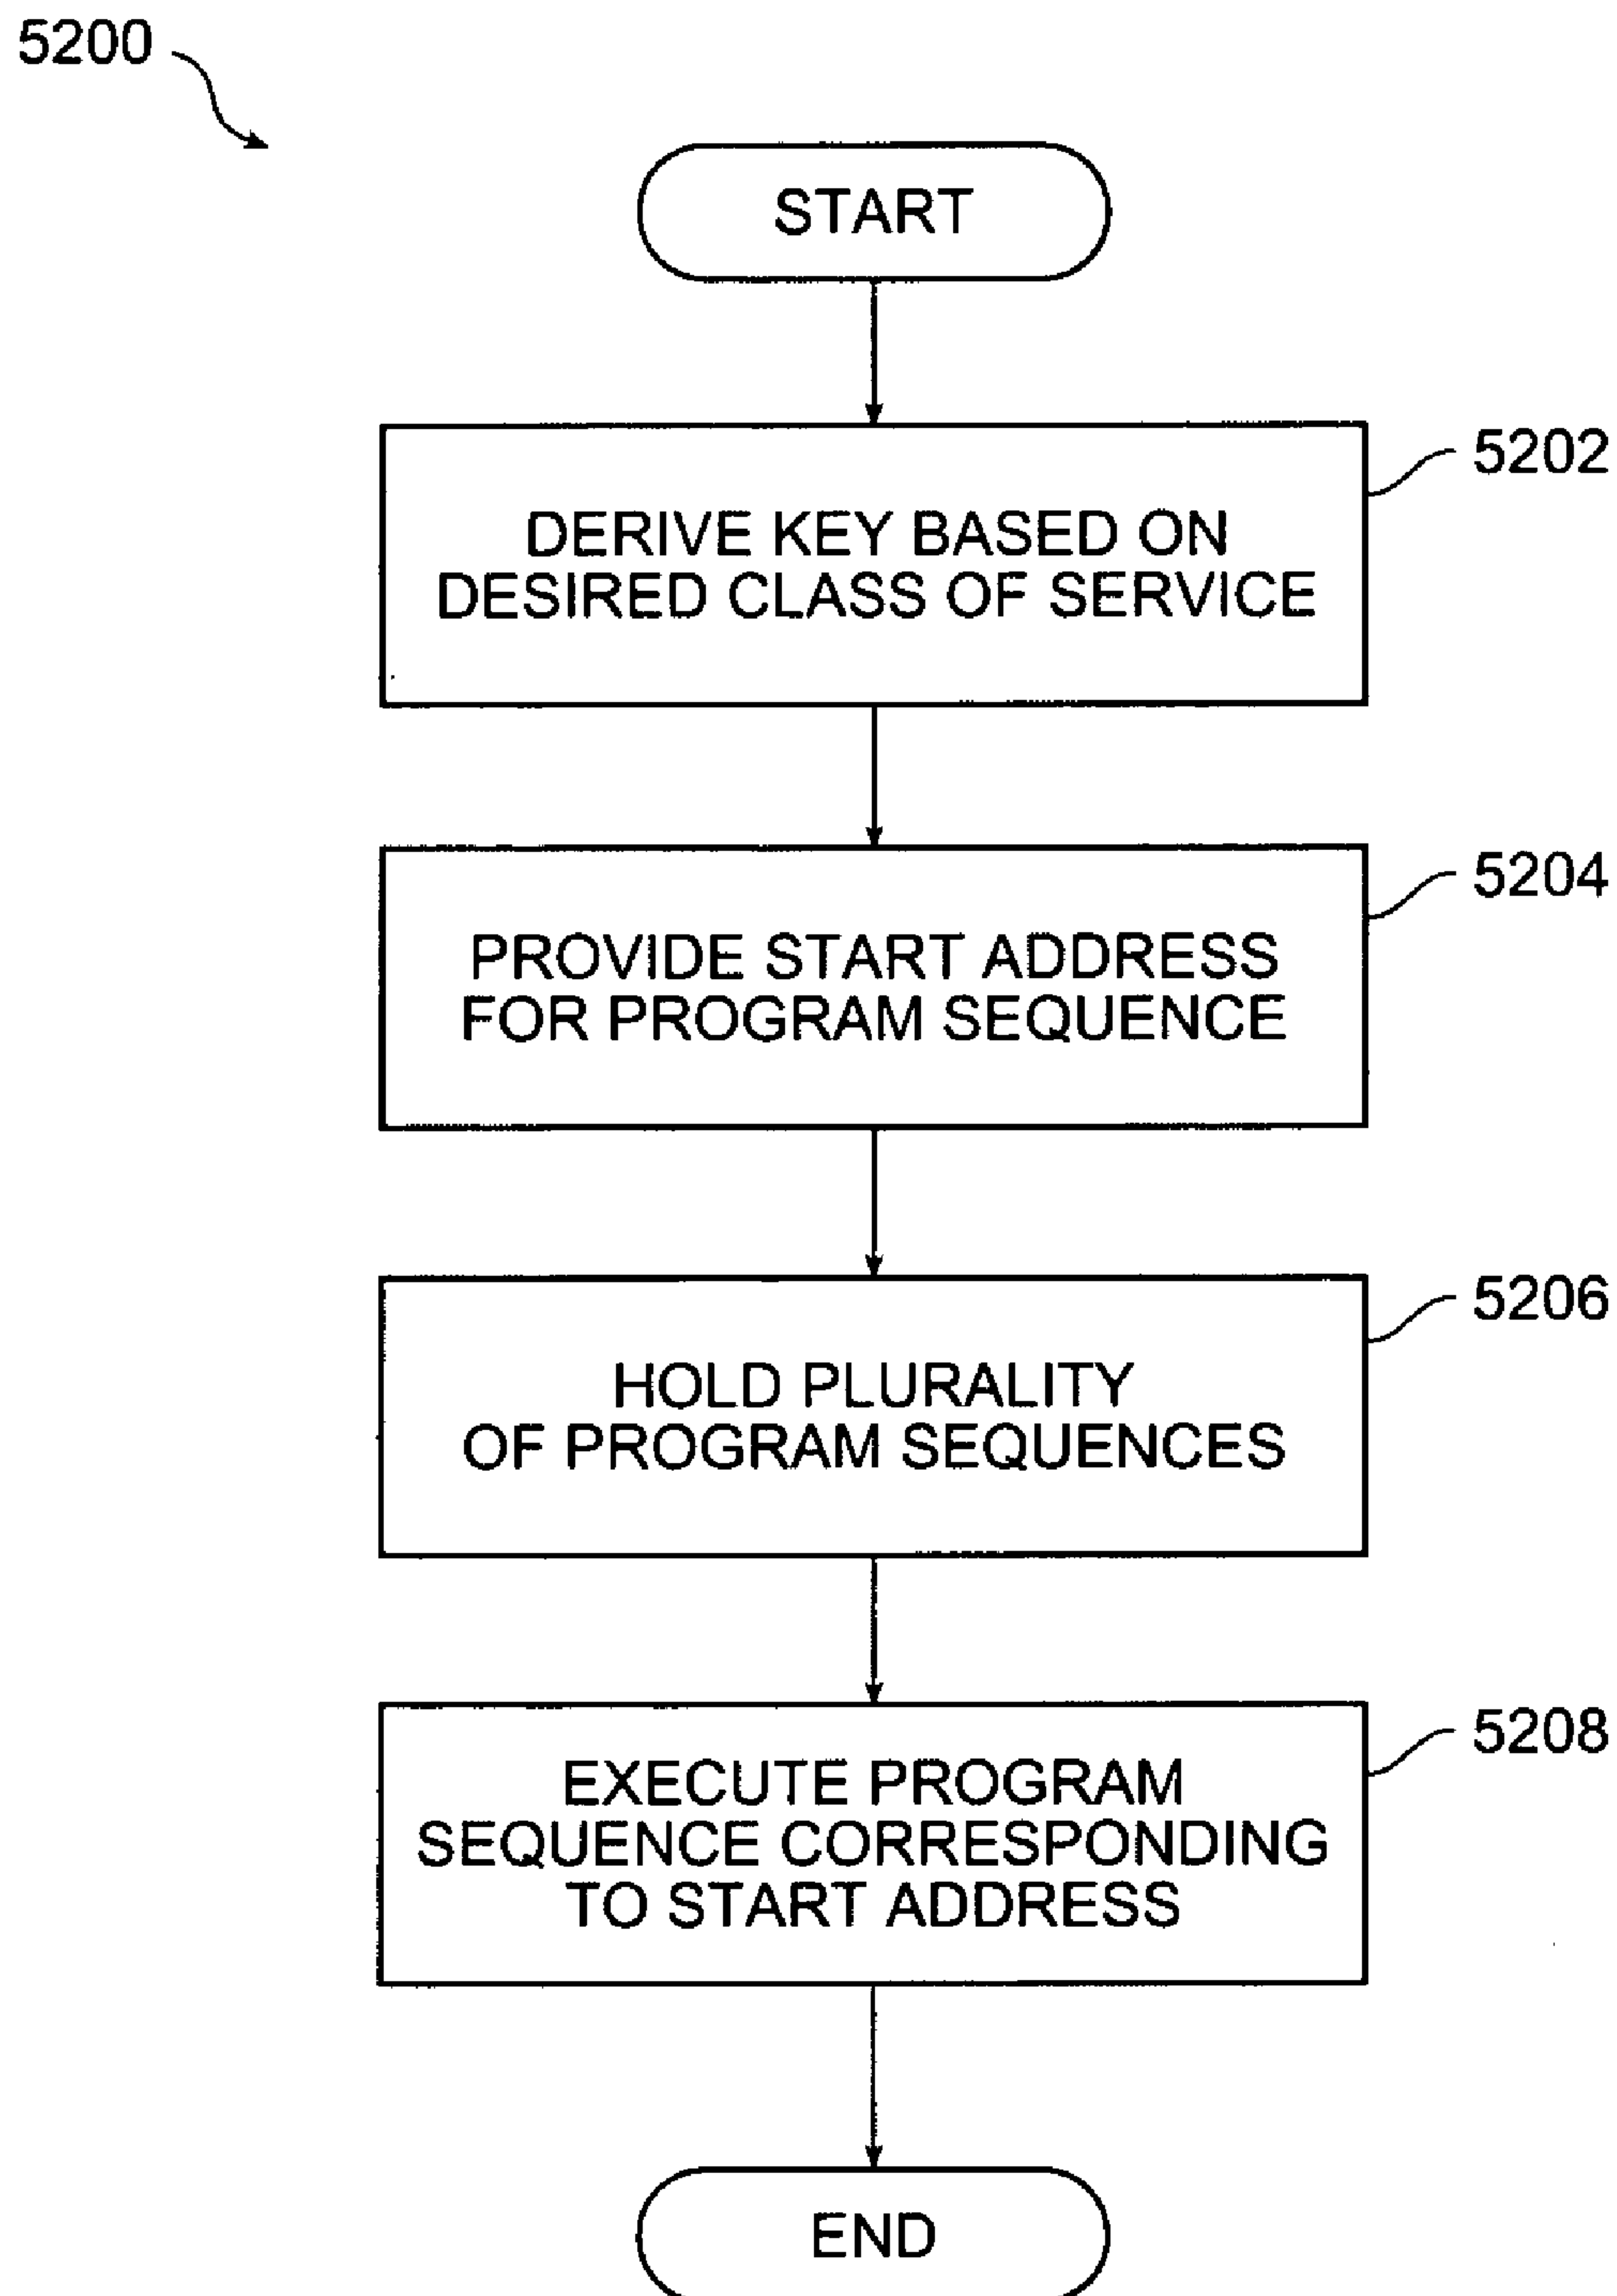 5200
START
DERIVE KEY BASED ON
DESIRED CLASS OF SERVICE
5202
PROVIDE START ADDRESS
FOR PROGRAM SEQUENCE
5204
HOLD PLURALITY
OF PROGRAM SEQUENCES
5206
EXECUTE PROGRAM
SEQUENCE CORRESPONDING
TO START ADDRESS
5208
END